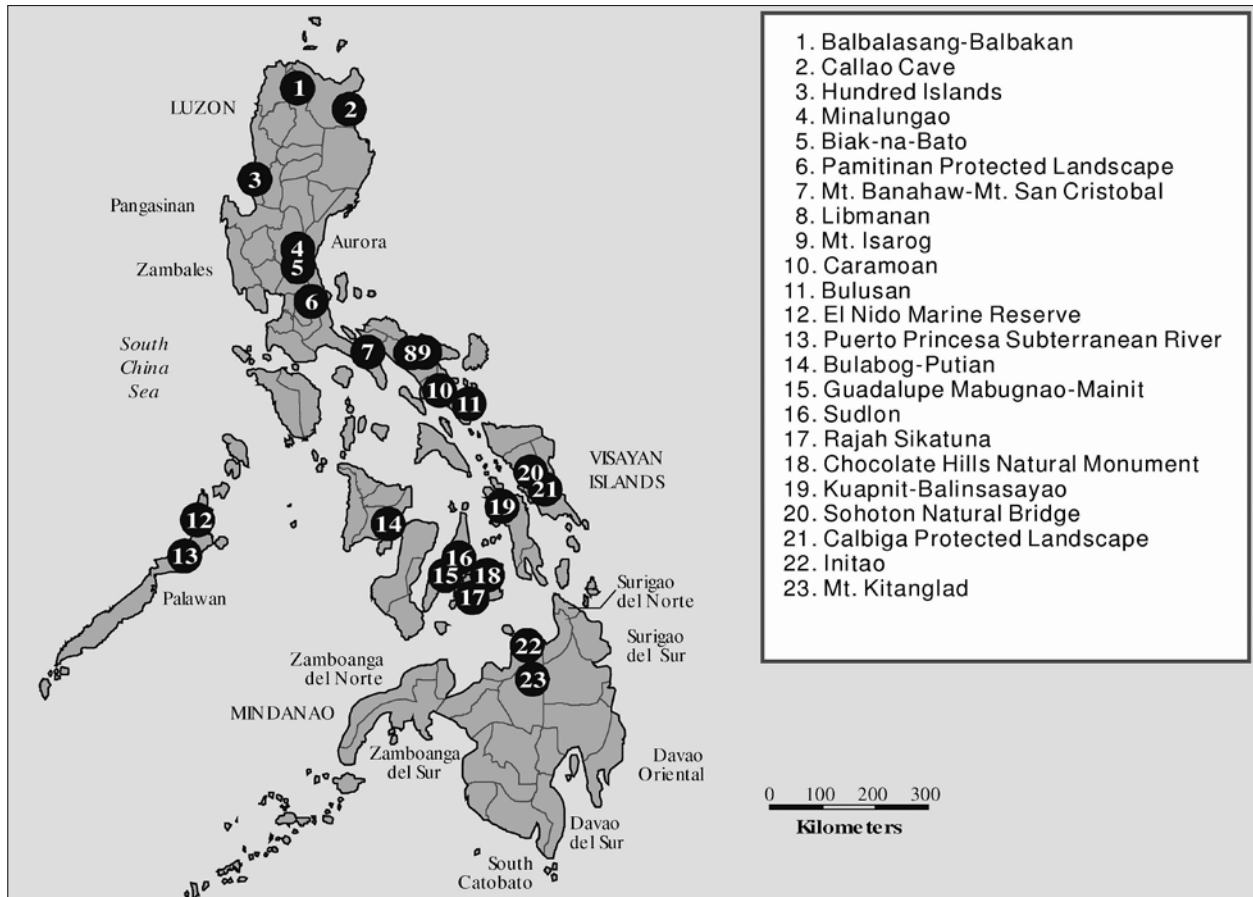 1. Balbalasang-Balbakan
2. Callao Cave
3. Hundred Islands
4. Minalungao
5. Biak-na-Bato
6. Pamitinan Protected Landscape
7. Mt. Banahaw-Mt. San Cristobal
8. Libmanan
9. Mt. Isarog
10. Caramoan
11. Bulusan
12. El Nido Marine Reserve
13. Puerto Princesa Subterranean River
14. Bulabog-Putian
15. Guadalupe Mabugnao-Mainit
16. Sudlon
17. Rajah Sikatuna
18. Chocolate Hills Natural Monument
19. Kuapnit-Balinsasayao
20. Sohoton Natural Bridge
21. Calbiga Protected Landscape
22. Initao
23. Mt. Kitanglad
1
2
LUZON
3
Pangasinan
4
Aurora
5
Zambales
6
South
China
Sea
7
8
9
10
11
VISAYAN
ISLANDS
20
21
19
12
14
13
16
15
18
17
Palawan
Surigao
del Norte
22
Surigao
del Sur
Zamboanga
del Norte
23
MINDANAO
Zamboanga
del Sur
Davao
Oriental
0 100 200 300
Kilometers
Davao
del Sur
South
Catobato